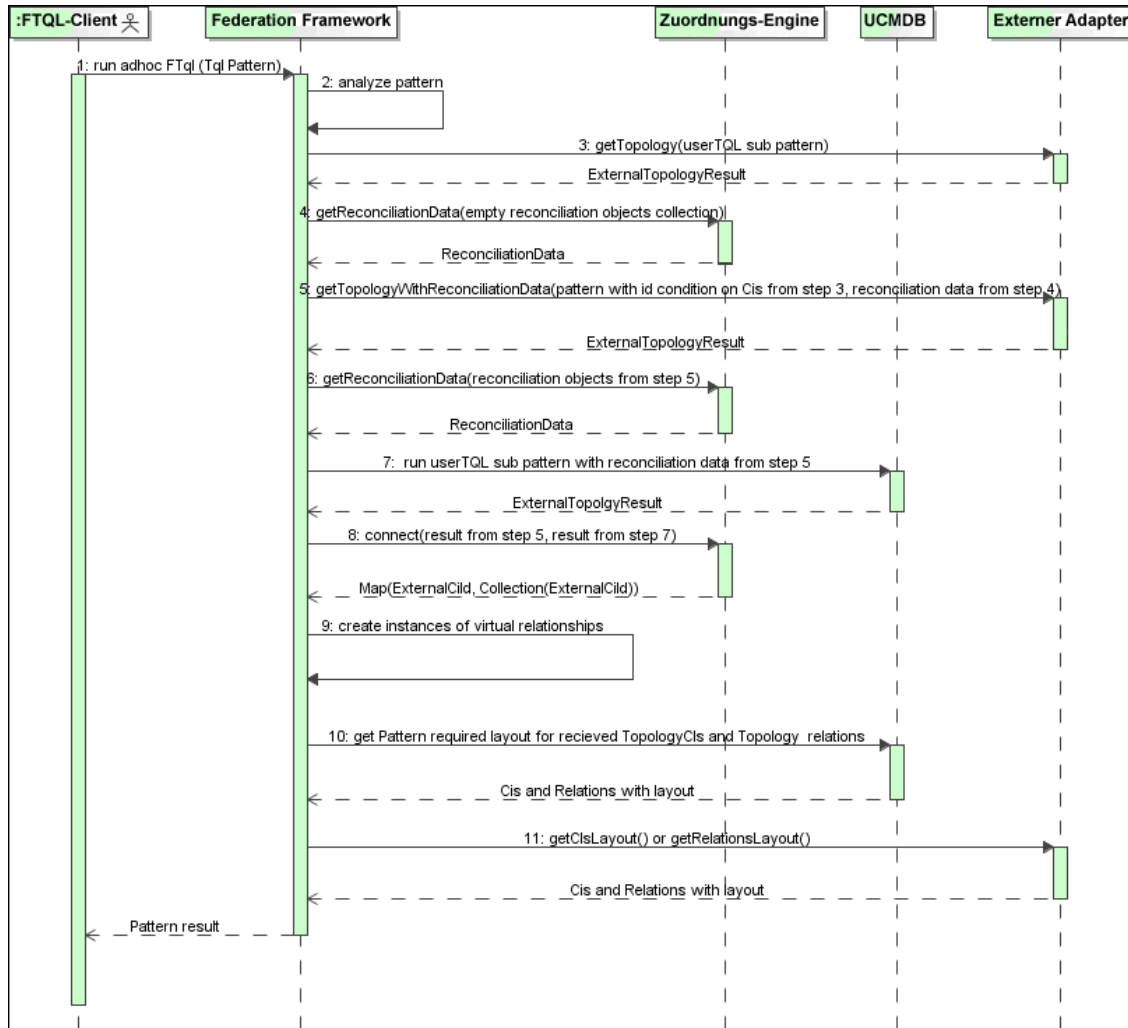 :FTQL-Client
Federation Framework
Zuordnungs-Engine
UCMDB
Externer Adapter
1: run adhoc FTql (Tql Pattern)
2: analyze pattern
3: getTopology(userTQL sub pattern)
ExternalTopologyResult
4: getReconciliationData(empty reconciliation objects collection)
ReconciliationData
5: getTopologyWithReconciliationData(pattern with id condition on Cis from step 3, reconciliation data from step 4)
ExternalTopologyResult
6: getReconciliationData(reconciliation objects from step 5)
ReconciliationData
7: run userTQL sub pattern with reconciliation data from step 5
ExternalTopolgyResult
8: connect(result from step 5, result from step 7)
Map(ExternalCiId, Collection(ExternalCiId))
9: create instances of virtual relationships
10: get Pattern required layout for recieved TopologyCIs and Topology relations
Cis and Relations with layout
11: getCIsLayout() or getRelationsLayout()
Cis and Relations with layout
Pattern result